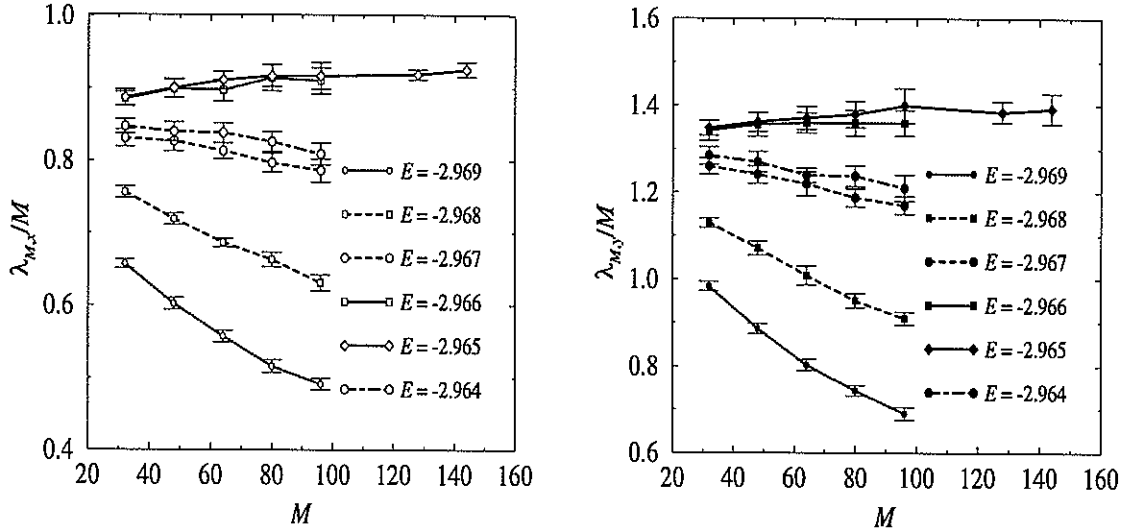 1.0
0.8
0.6
0.4
λM,x/M
E = -2.969
E = -2.968
E = -2.967
E = -2.966
E = -2.965
E = -2.964
20 40 60 80 100 120 140 160
M
1.6
1.4
1.2
1.0
0.8
0.6
λM,y/M
E = -2.969
E = -2.968
E = -2.967
E = -2.966
E = -2.965
E = -2.964
20 40 60 80 100 120 140 160
M